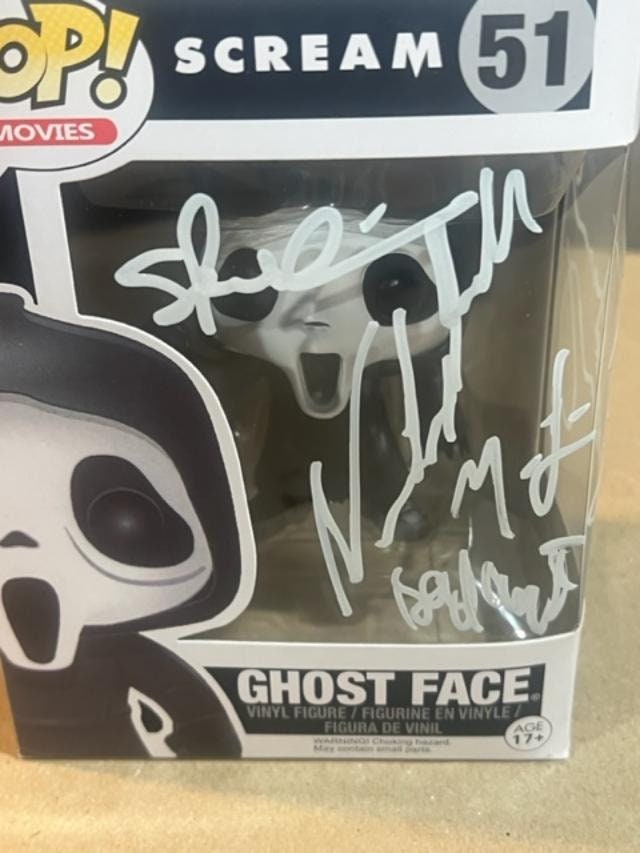 OP!
MOVIES
SCREAM
51
GHOST FACE
VINYL FIGURE / FIGURINE EN VINYLE /
FIGURA DE VINIL
WARNING! Choking hazard.
May contain small parts.
AGE
17+